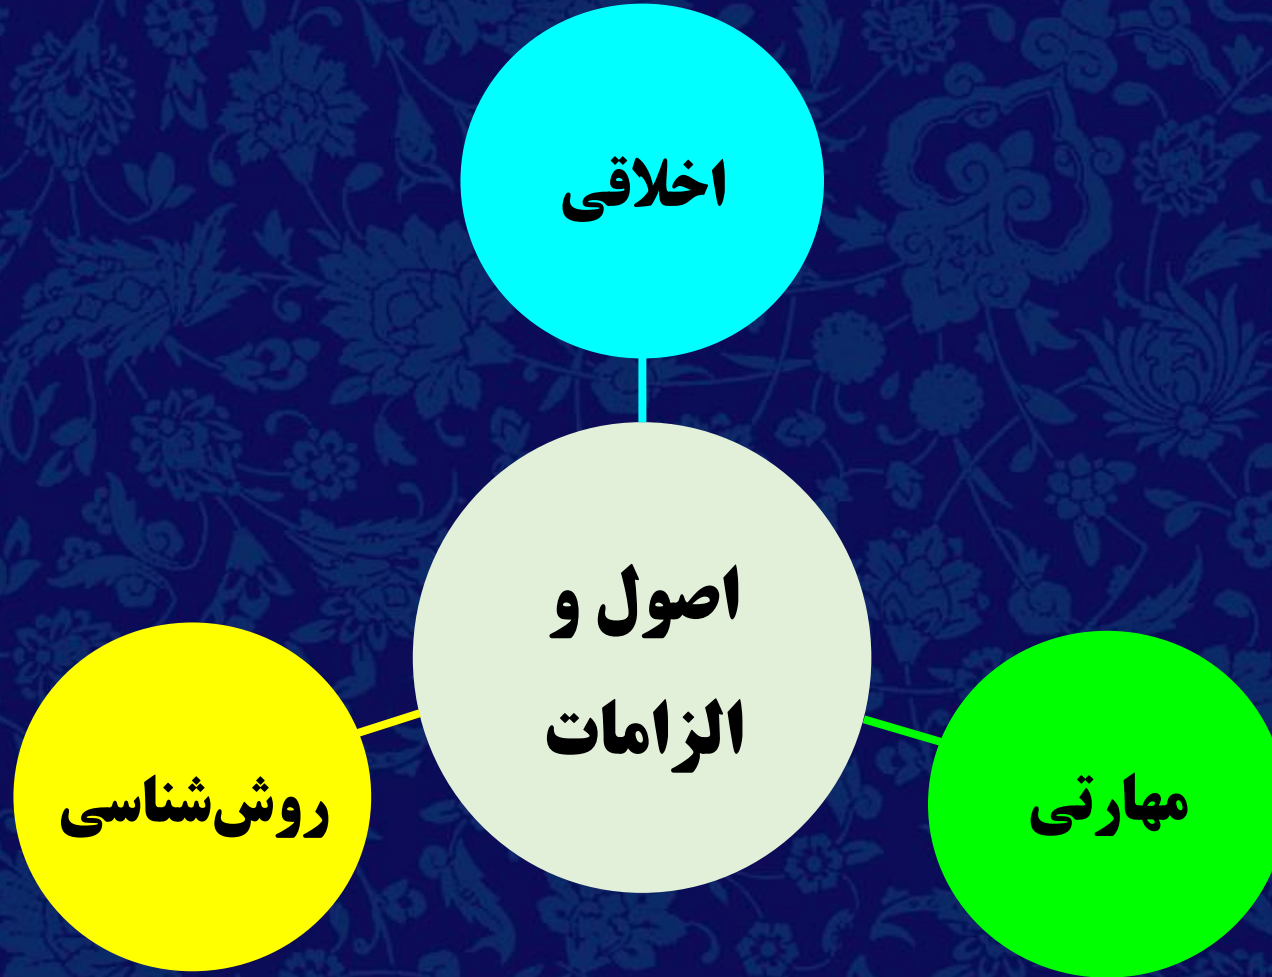 اخلاقی
اصول و
الزامات
مهارتی
روش‌شناسی